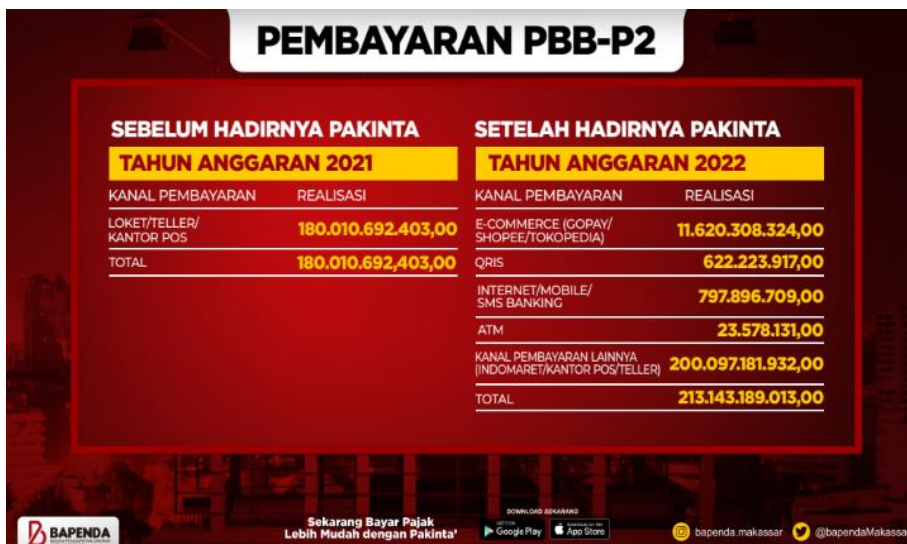 PEMBAYARAN PBB-P2
SEBELUM HADIRNYA PAKINTA
TAHUN ANGGARAN 2021
KANAL PEMBAYARAN REALISASI
LOKET/TELLER/
KANTOR POS
180.010.692.403,00
TOTAL 180.010.692,403,00
SETELAH HADIRNYA PAKINTA
TAHUN ANGGARAN 2022
KANAL PEMBAYARAN REALISASI
E-COMMERCE (GOPAY/
SHOPEE/TOKOPEDIA)
11.620.308.324,00
QRIS 622.223.917,00
INTERNET/MOBILE/
SMS BANKING
797.896.709,00
ATM 23.578.131,00
KANAL PEMBAYARAN LAINNYA
(INDOMARET/KANTOR POS/TELLER)
200.097.181.932,00
TOTAL 213.143.189.013,00
BAPENDA
Sekarang Bayar Pajak
Lebih Mudah dengan Pakinta'
DOWNLOAD SEKARANG
Google Play
App Store
bapenda.makassar
@bapendaMakassa